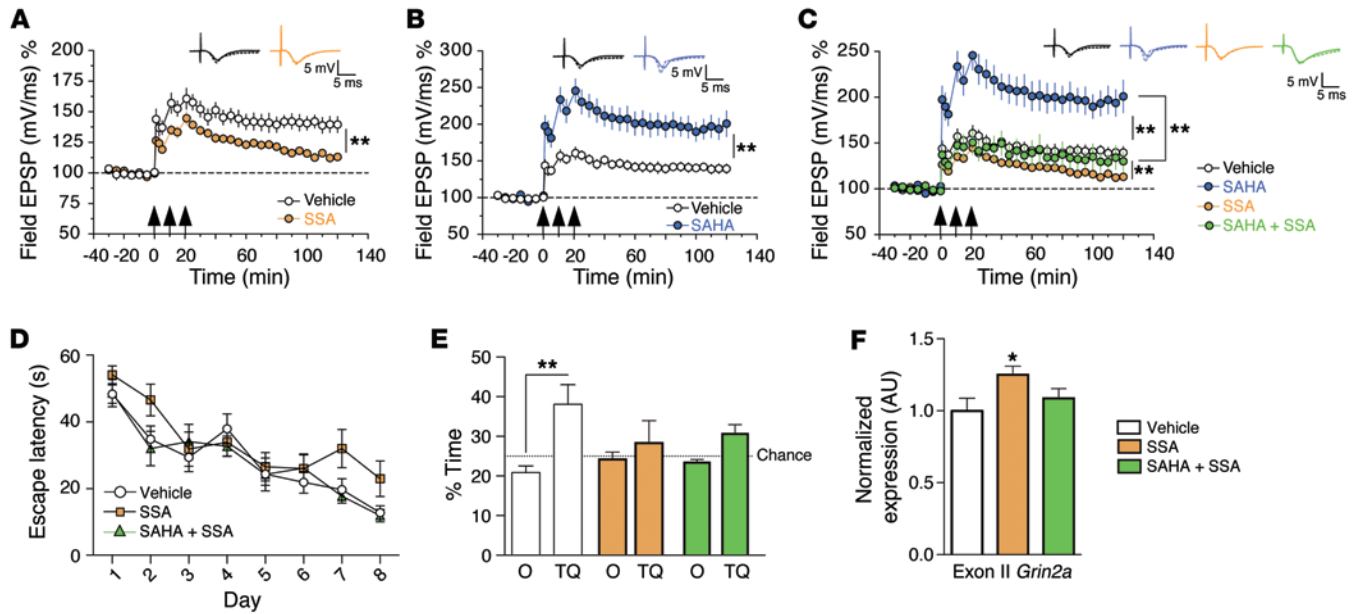 A
Field EPSP (mV/ms) %
200
175
150
125
100
75
50
5 mV
5 ms
**
Vehicle
SSA
-40 -20 0 20 40 60 80 100 140
Time (min)
B
Field EPSP (mV/ms) %
300
250
200
150
100
50
5 mV
5 ms
**
Vehicle
SAHA
-40 -20 0 20 40 60 80 100 140
Time (min)
C
Field EPSP (mV/ms) %
250
200
150
100
50
5 mV
5 ms
** **
**
Vehicle
SAHA
SSA
SAHA + SSA
-40 -20 0 20 40 60 80 100 140
Time (min)
D
Escape latency (s)
60
40
20
0
Vehicle
SSA
SAHA + SSA
1 2 3 4 5 6 7 8
Day
E
% Time
50
40
30
20
10
0
**
Chance
O TQ O TQ O TQ
F
Normalized
expression (AU)
1.5
1.0
0.5
0.0
*
Exon II Grin2a
Vehicle
SSA
SAHA + SSA